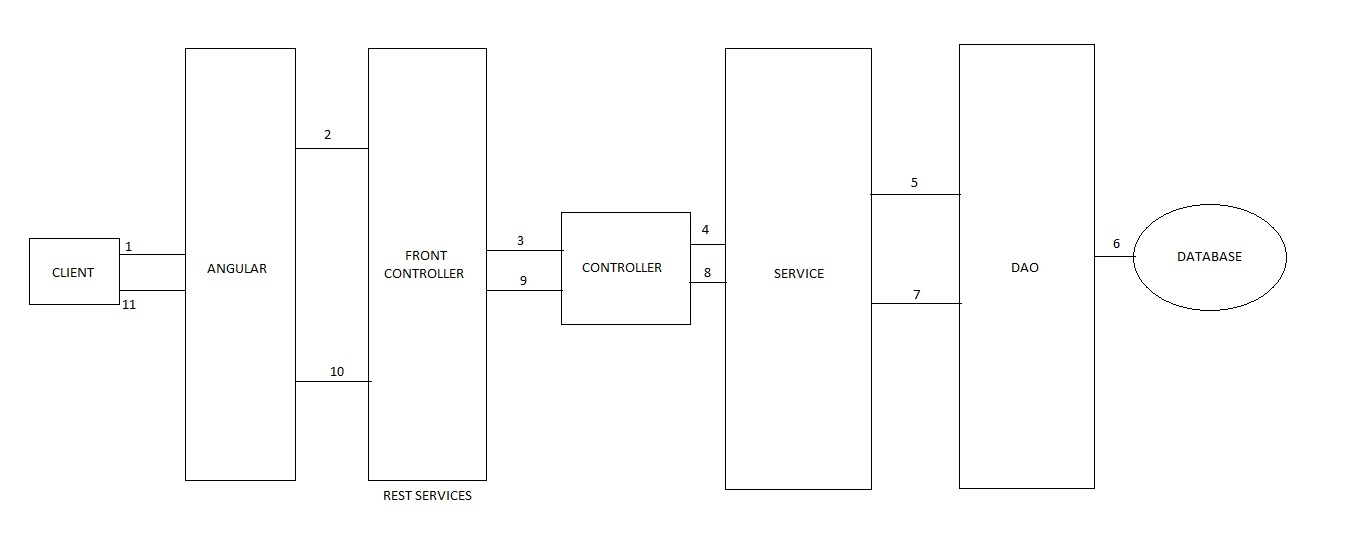 2
5
4
3
1
6
FRONT
CONTROLLER
CLIENT
ANGULAR
CONTROLLER
SERVICE
DAO
DATABASE
8
9
7
11
10
REST SERVICES